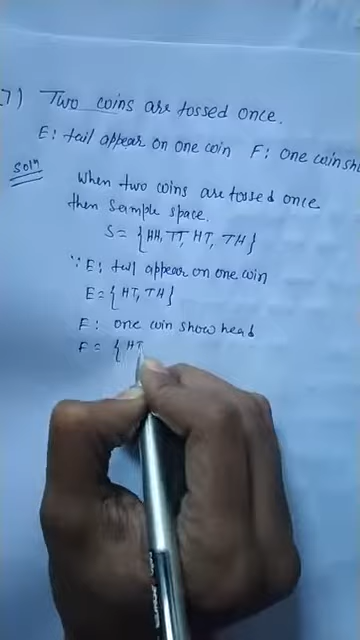 7) Two coins are tossed once.
E: tail appear on one coin F: One coin sh
Solⁿ
When two coins are tossed once
then sample space.
S = {HH, TT, HT, TH}
∵ E: tail appear on one coin
E = {HT, TH}
F: one coin show head
F = {HT